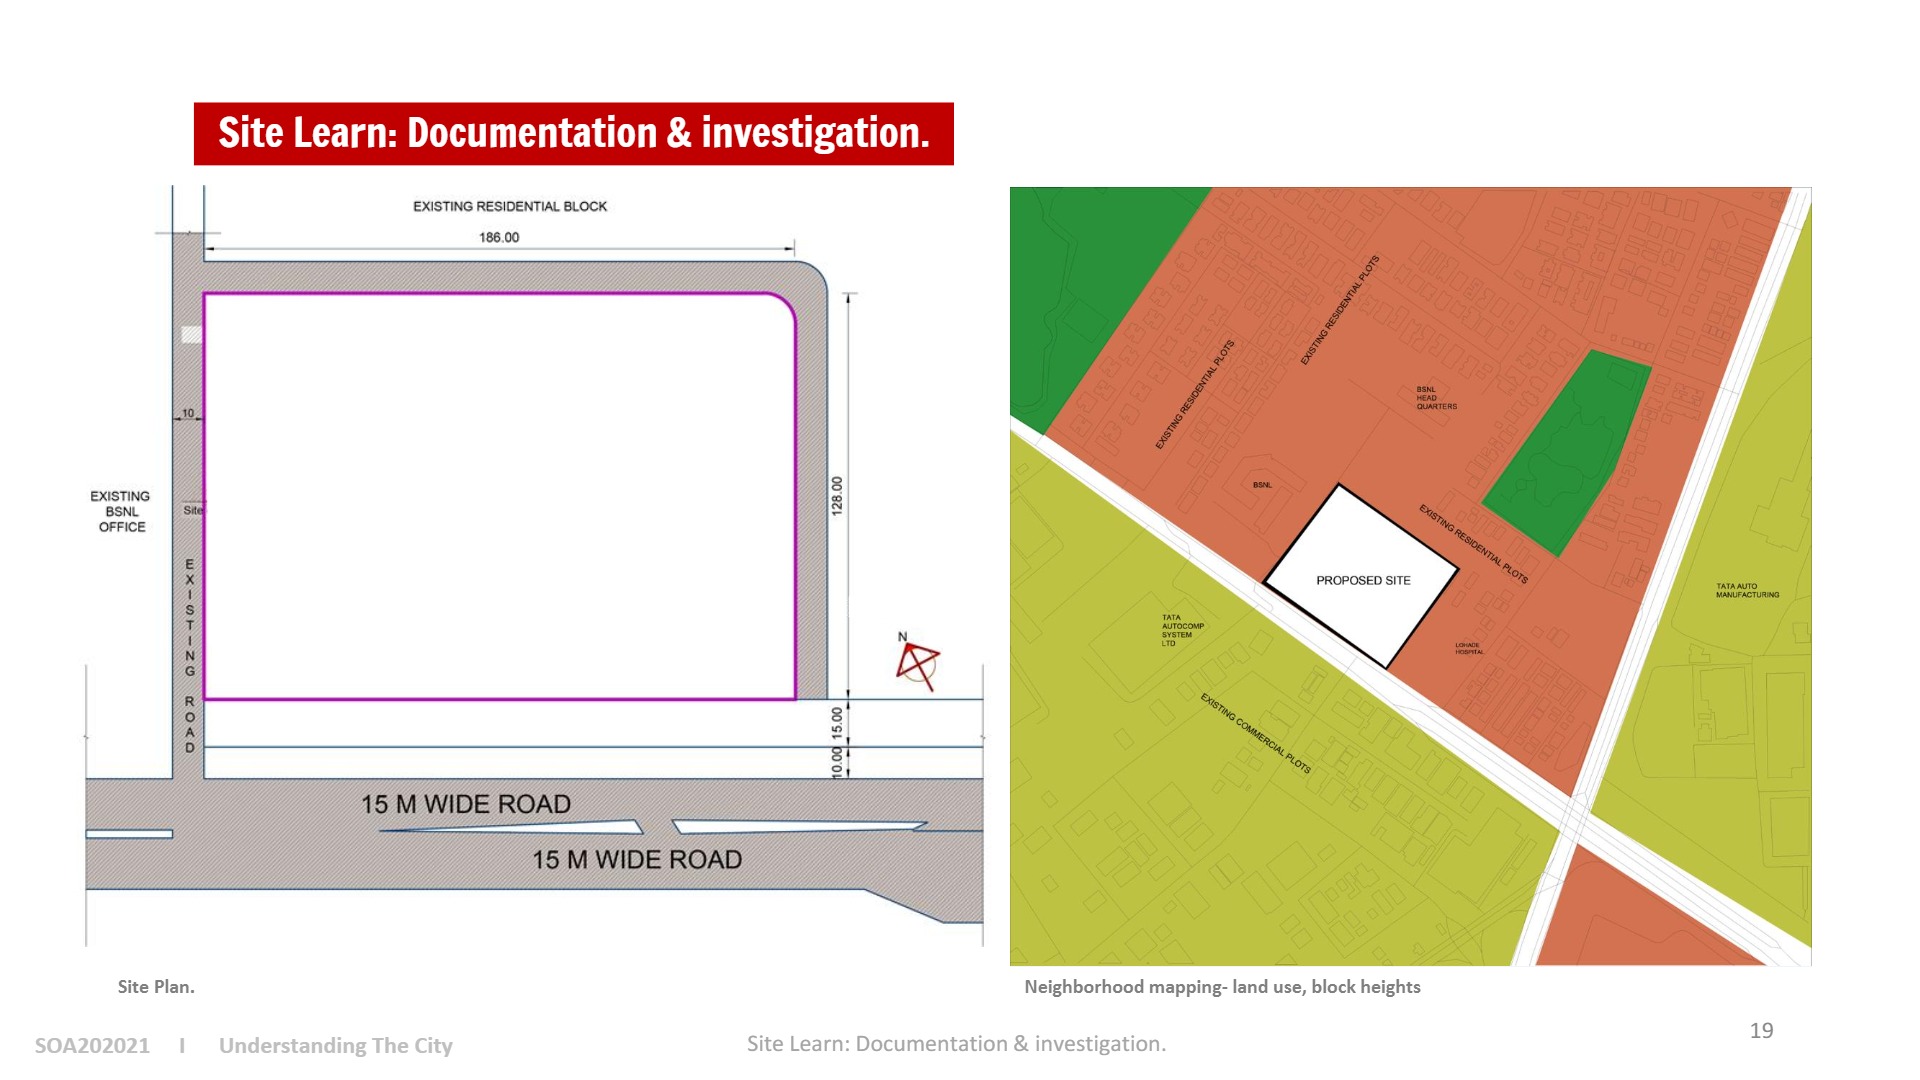 Site Learn: Documentation & investigation.
EXISTING RESIDENTIAL BLOCK
186.00
10
Site
EXISTING
BSNL
OFFICE
EXISTING ROAD
128.00
N
15.00
10.00
15 M WIDE ROAD
15 M WIDE ROAD
Site Plan.
EXISTING RESIDENTIAL PLOTS
EXISTING RESIDENTIAL PLOTS
BSNL
HEAD
QUARTERS
BSNL
EXISTING RESIDENTIAL PLOTS
PROPOSED SITE
TATA AUTO
MANUFACTURING
TATA
AUTOCOMP
SYSTEM
LTD
LOHADE
HOSPITAL
EXISTING COMMERCIAL PLOTS
Neighborhood mapping- land use, block heights
SOA202021 I Understanding The City
Site Learn: Documentation & investigation.
19